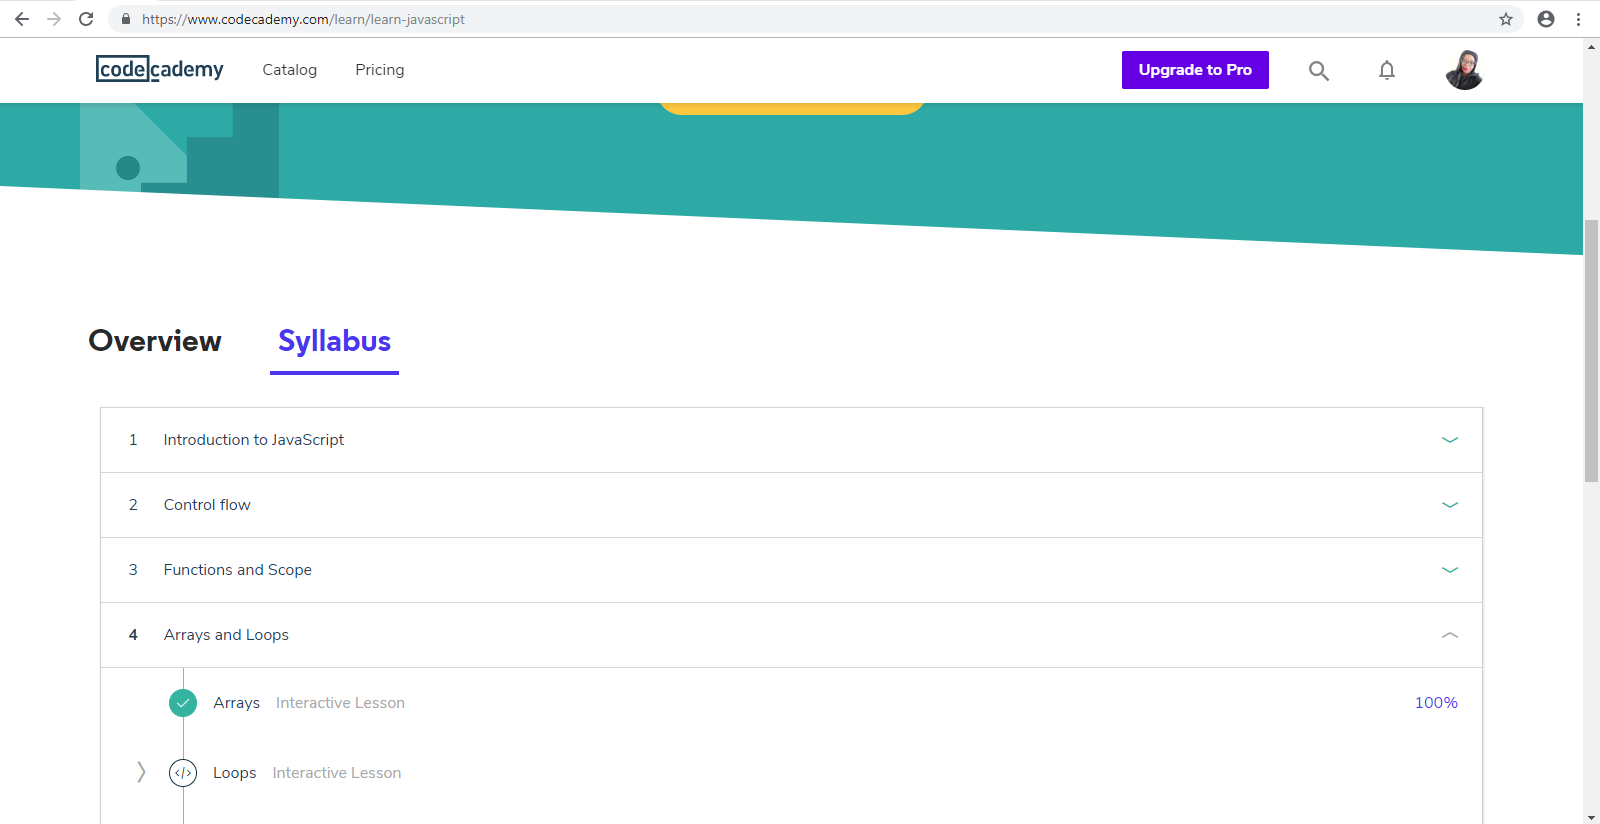 https://www.codecademy.com/learn/learn-javascript
codecademy Catalog Pricing Upgrade to Pro
Overview Syllabus
1 Introduction to JavaScript
2 Control flow
3 Functions and Scope
4 Arrays and Loops
Arrays Interactive Lesson 100%
</> Loops Interactive Lesson